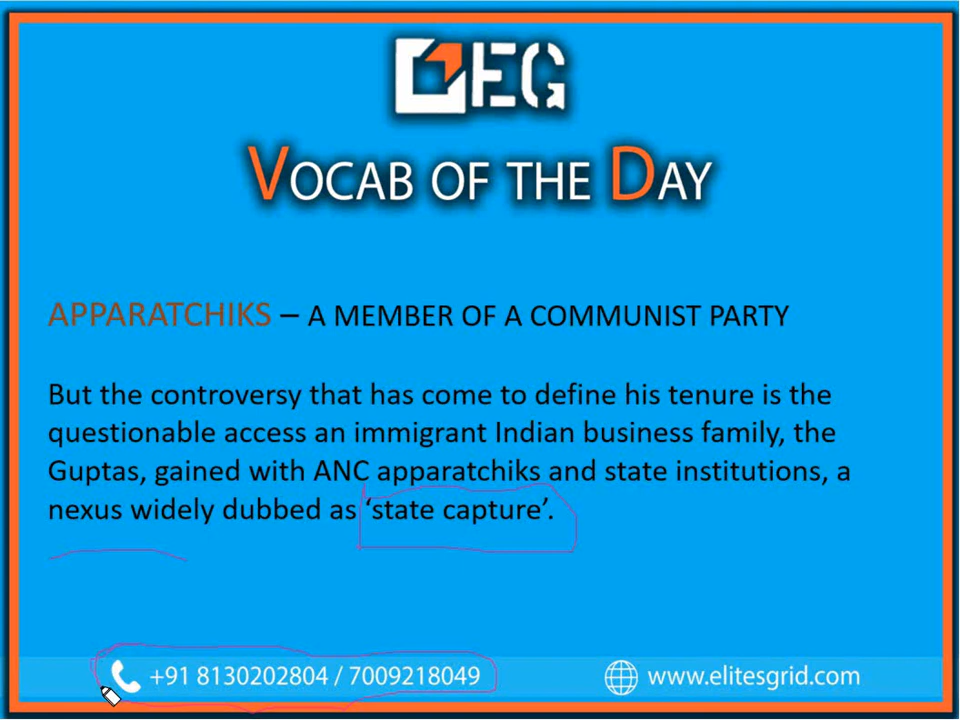 EG
VOCAB OF THE DAY
APPARATCHIKS – A MEMBER OF A COMMUNIST PARTY
But the controversy that has come to define his tenure is the
questionable access an immigrant Indian business family, the
Guptas, gained with ANC apparatchiks and state institutions, a
nexus widely dubbed as ‘state capture’.
+91 8130202804 / 7009218049 www.elitesgrid.com